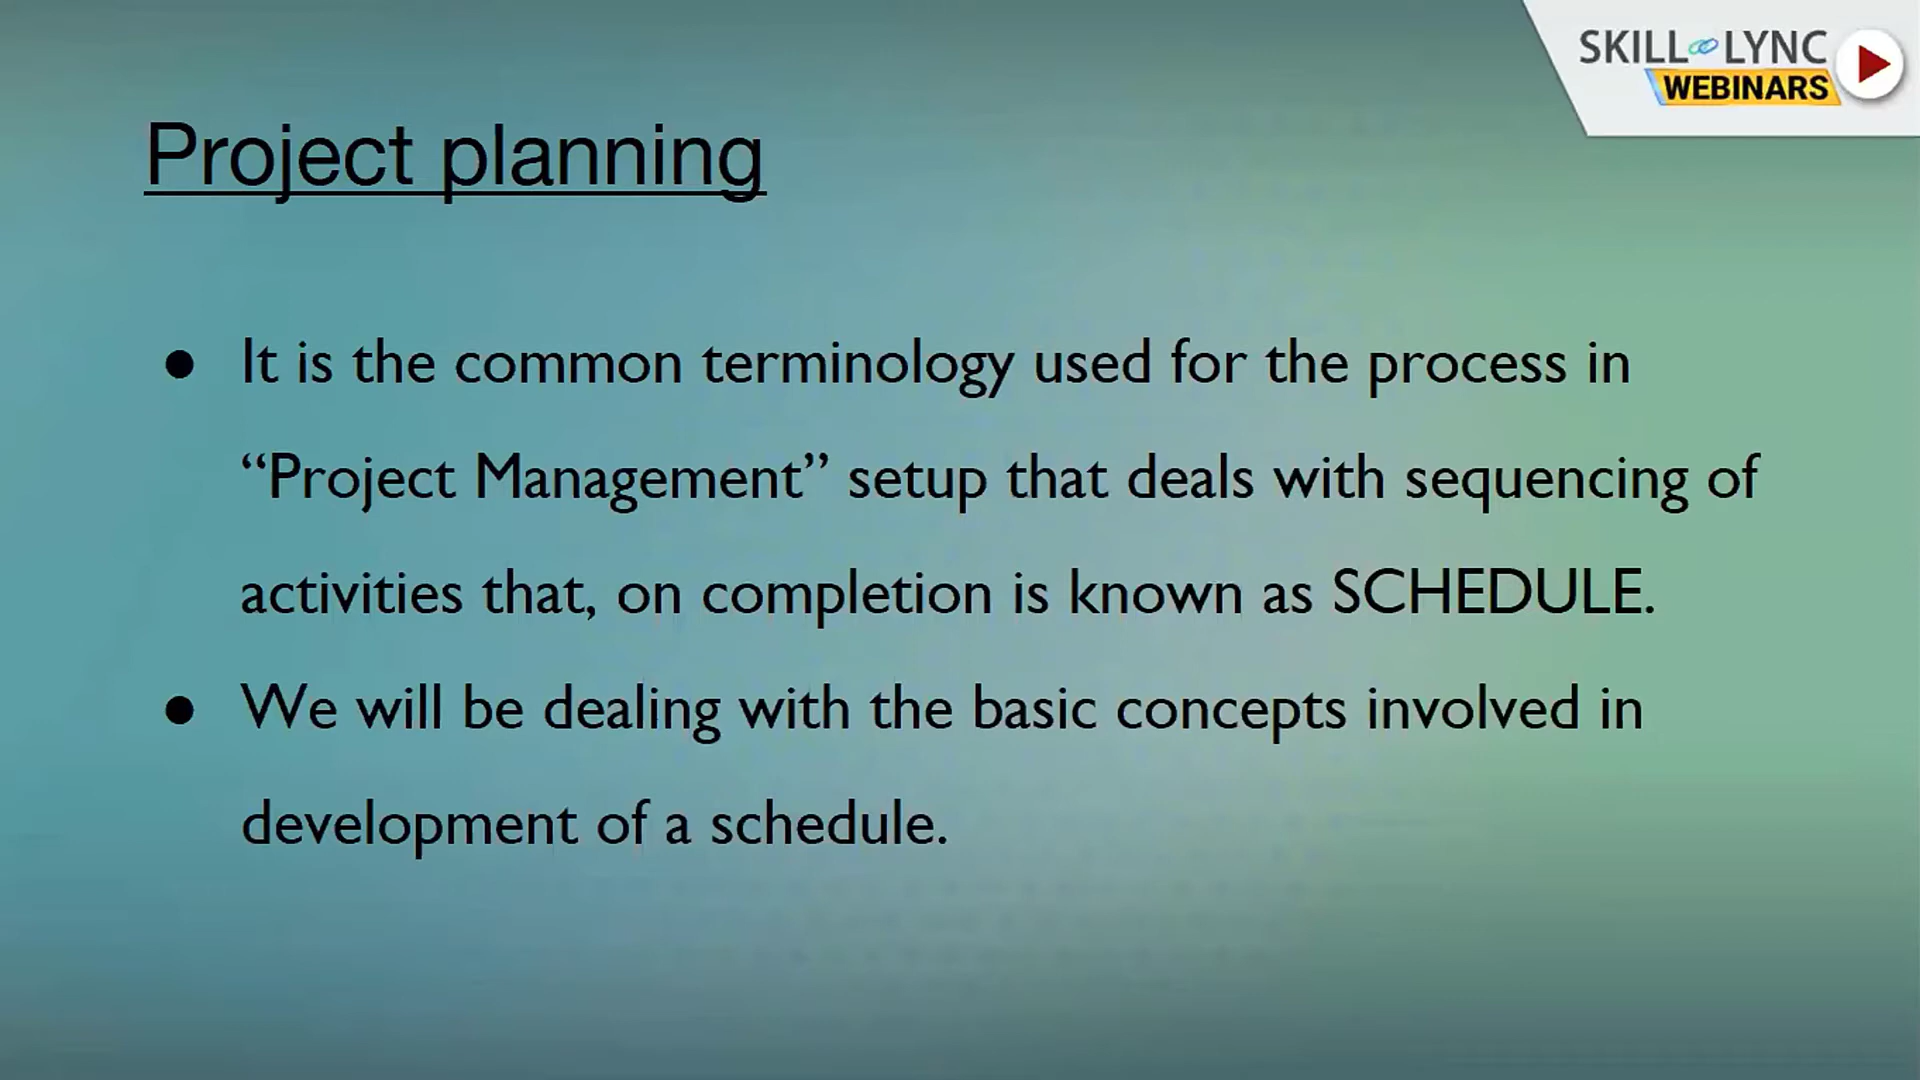 SKILL LYNC
WEBINARS
Project planning
● It is the common terminology used for the process in
“Project Management” setup that deals with sequencing of
activities that, on completion is known as SCHEDULE.
● We will be dealing with the basic concepts involved in
development of a schedule.